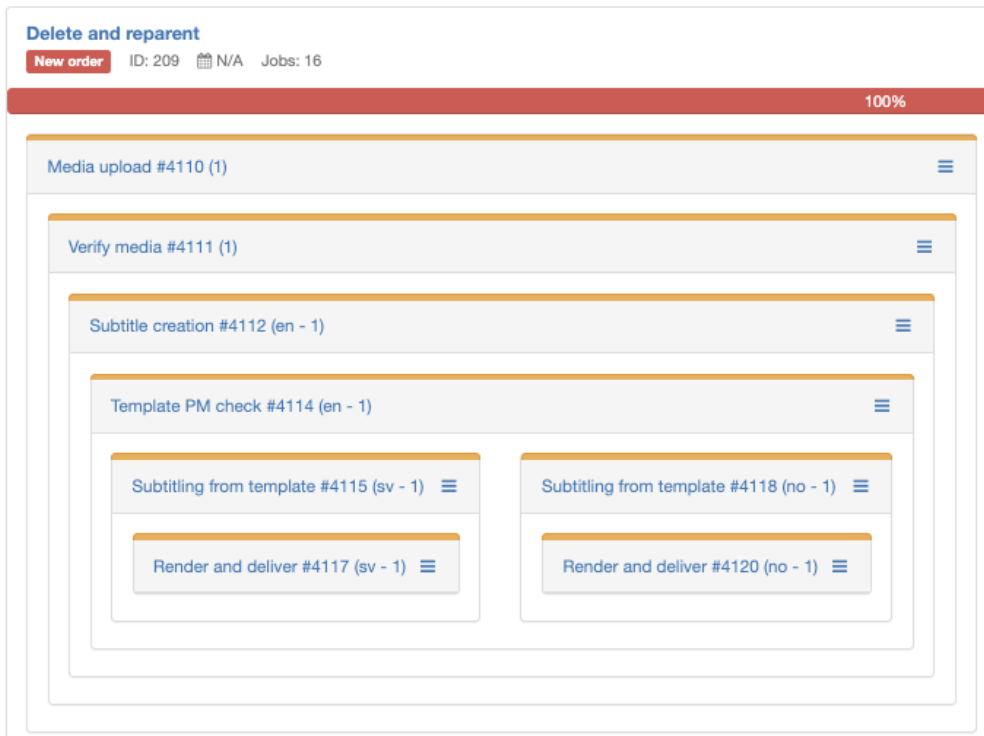 Delete and reparent
New order ID: 209 N/A Jobs: 16
100%
Media upload #4110 (1)
Verify media #4111 (1)
Subtitle creation #4112 (en - 1)
Template PM check #4114 (en - 1)
Subtitling from template #4115 (sv - 1) Subtitling from template #4118 (no - 1)
Render and deliver #4117 (sv - 1) Render and deliver #4120 (no - 1)